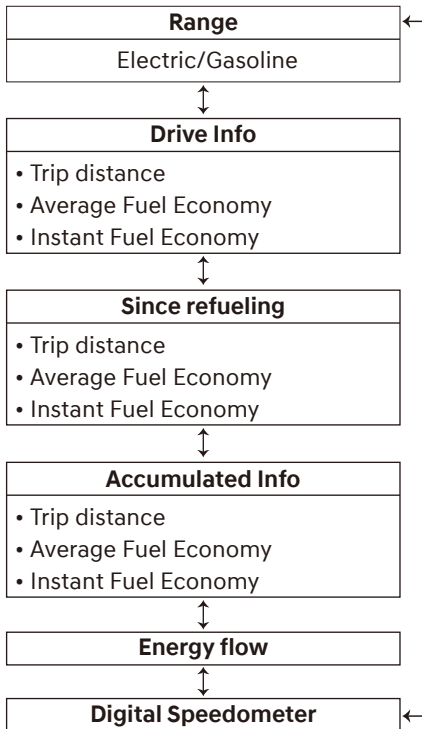 Range
Electric/Gasoline
Drive Info
• Trip distance
• Average Fuel Economy
• Instant Fuel Economy
Since refueling
• Trip distance
• Average Fuel Economy
• Instant Fuel Economy
Accumulated Info
• Trip distance
• Average Fuel Economy
• Instant Fuel Economy
Energy flow
Digital Speedometer